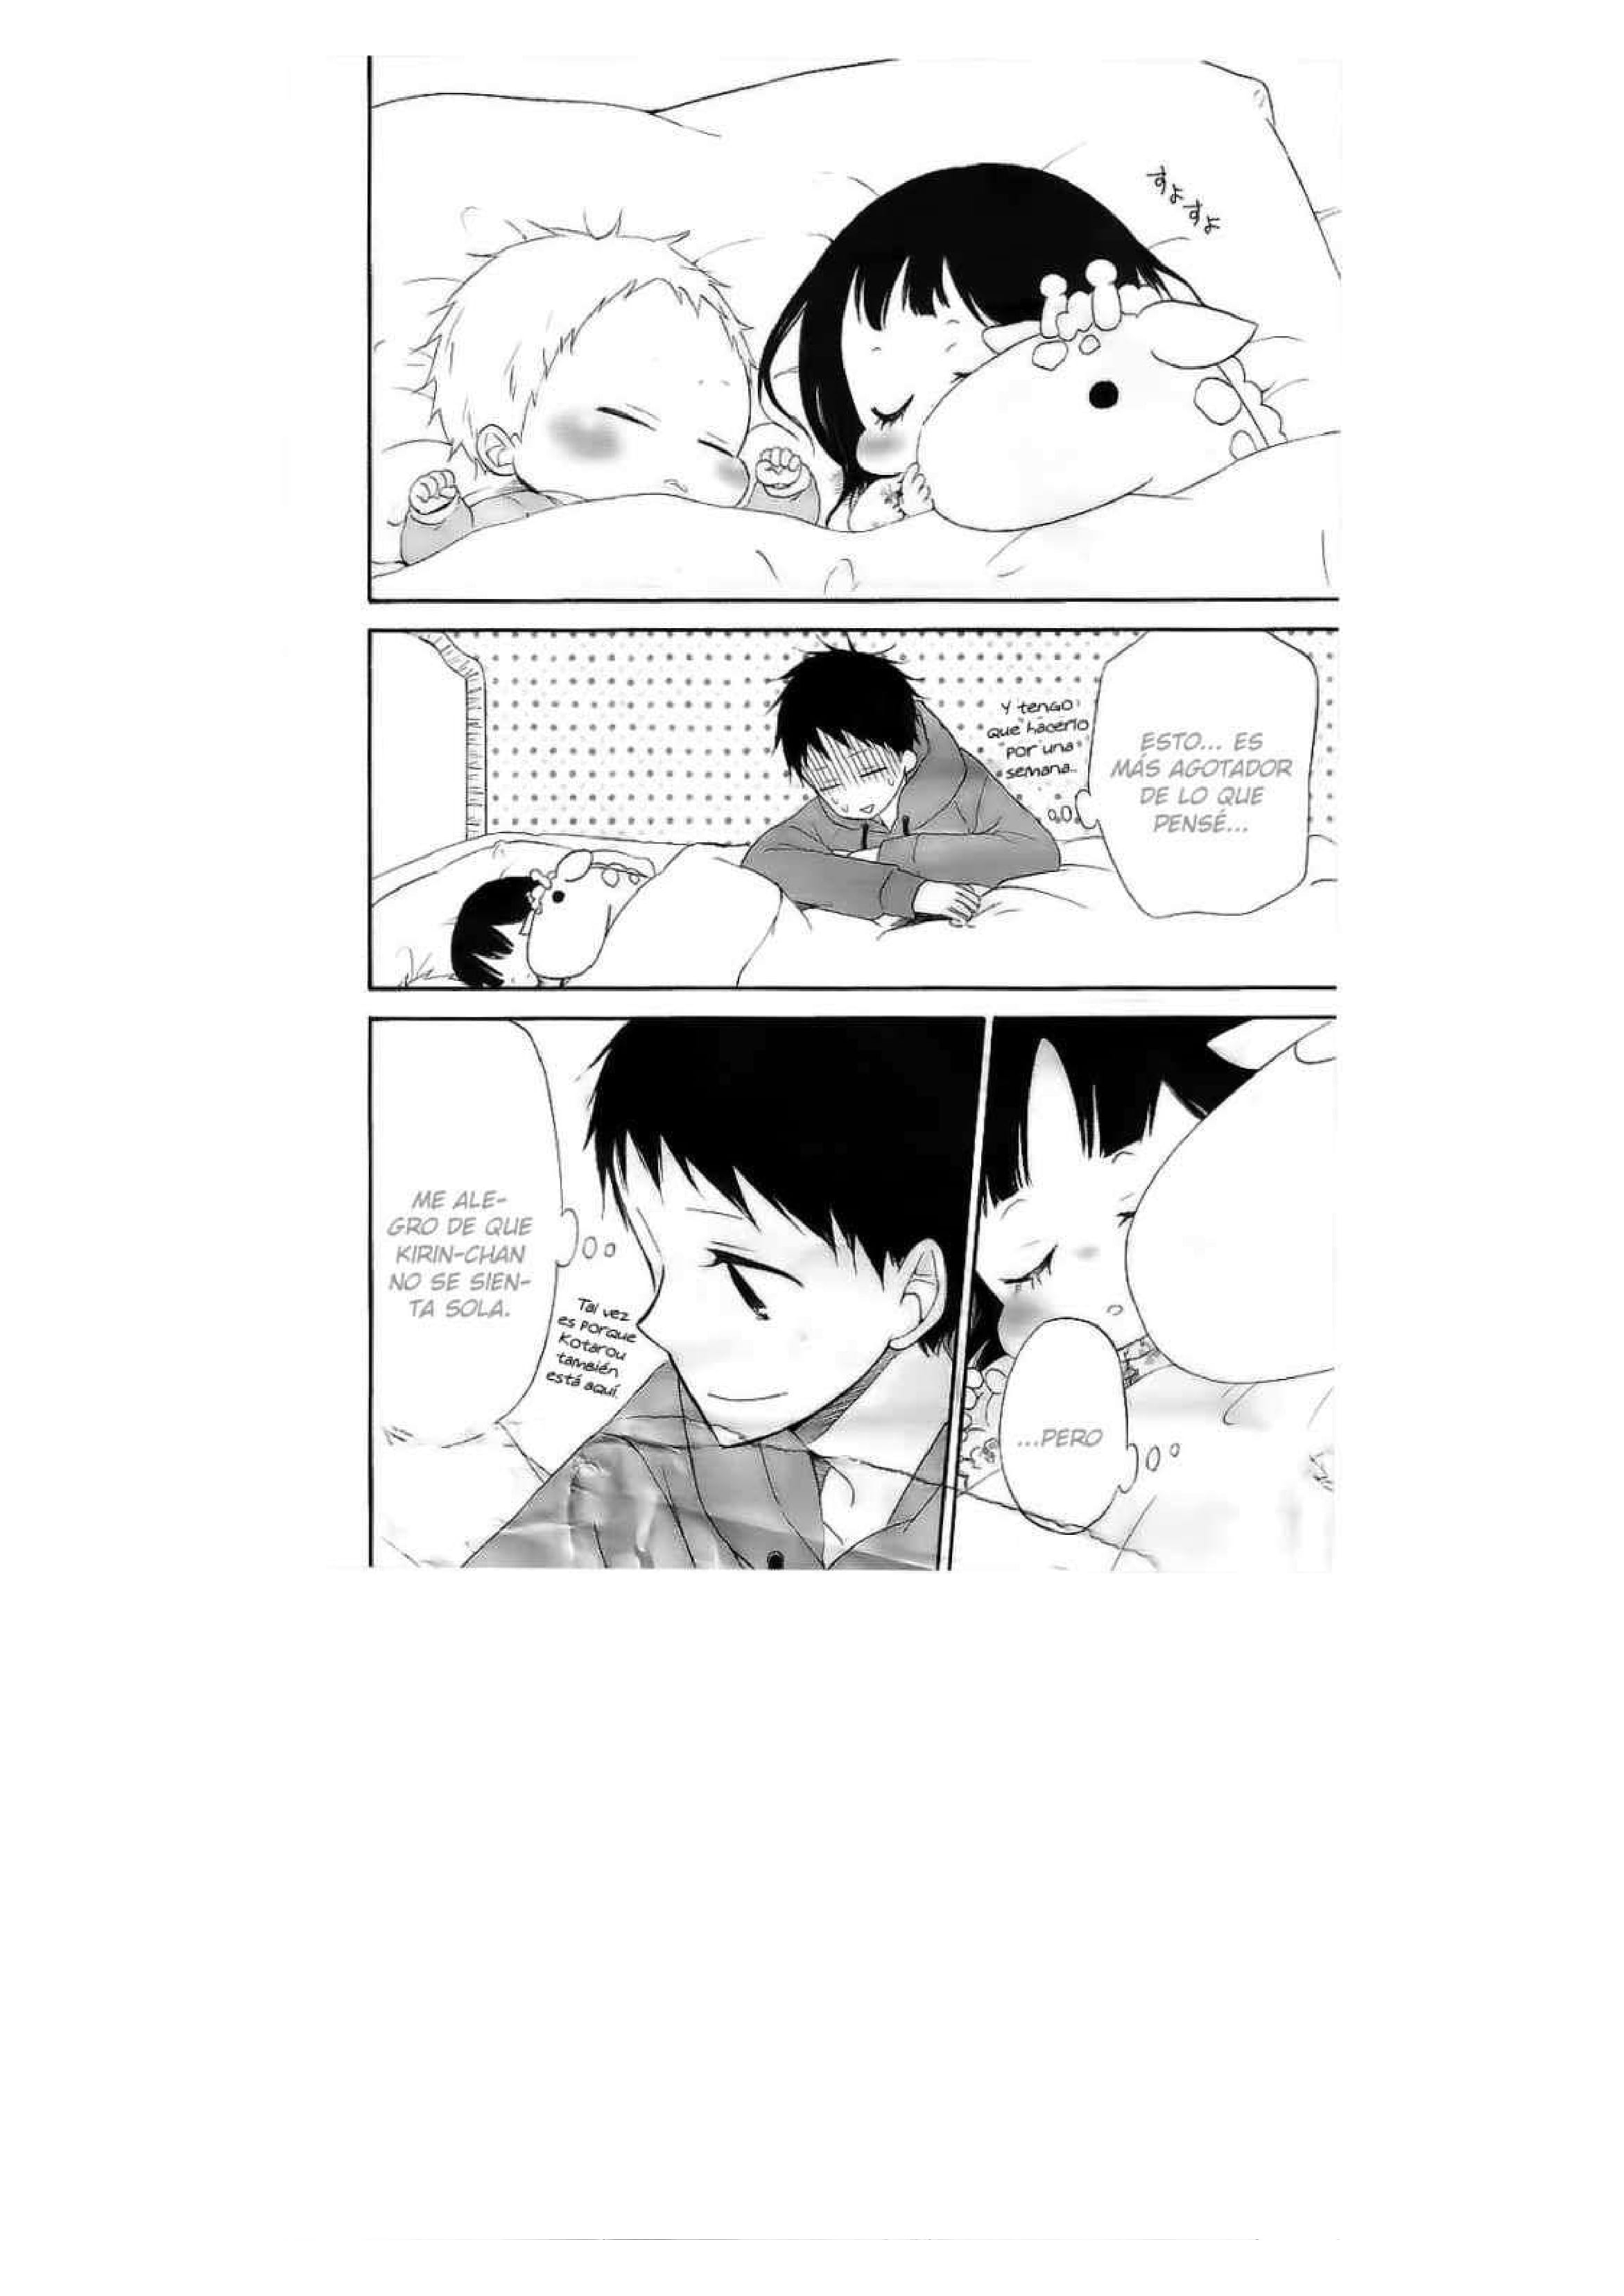 すよすよ
ESTO... ES
MÁS AGOTADOR
DE LO QUE
PENSÉ...
Y tengo
que hacerlo
por una
semana..
...PERO
ME ALE-
GRO DE QUE
KIRIN-CHAN
NO SE SIEN-
TA SOLA.
Tal vez
es porque
Kotarou
también
está aquí.